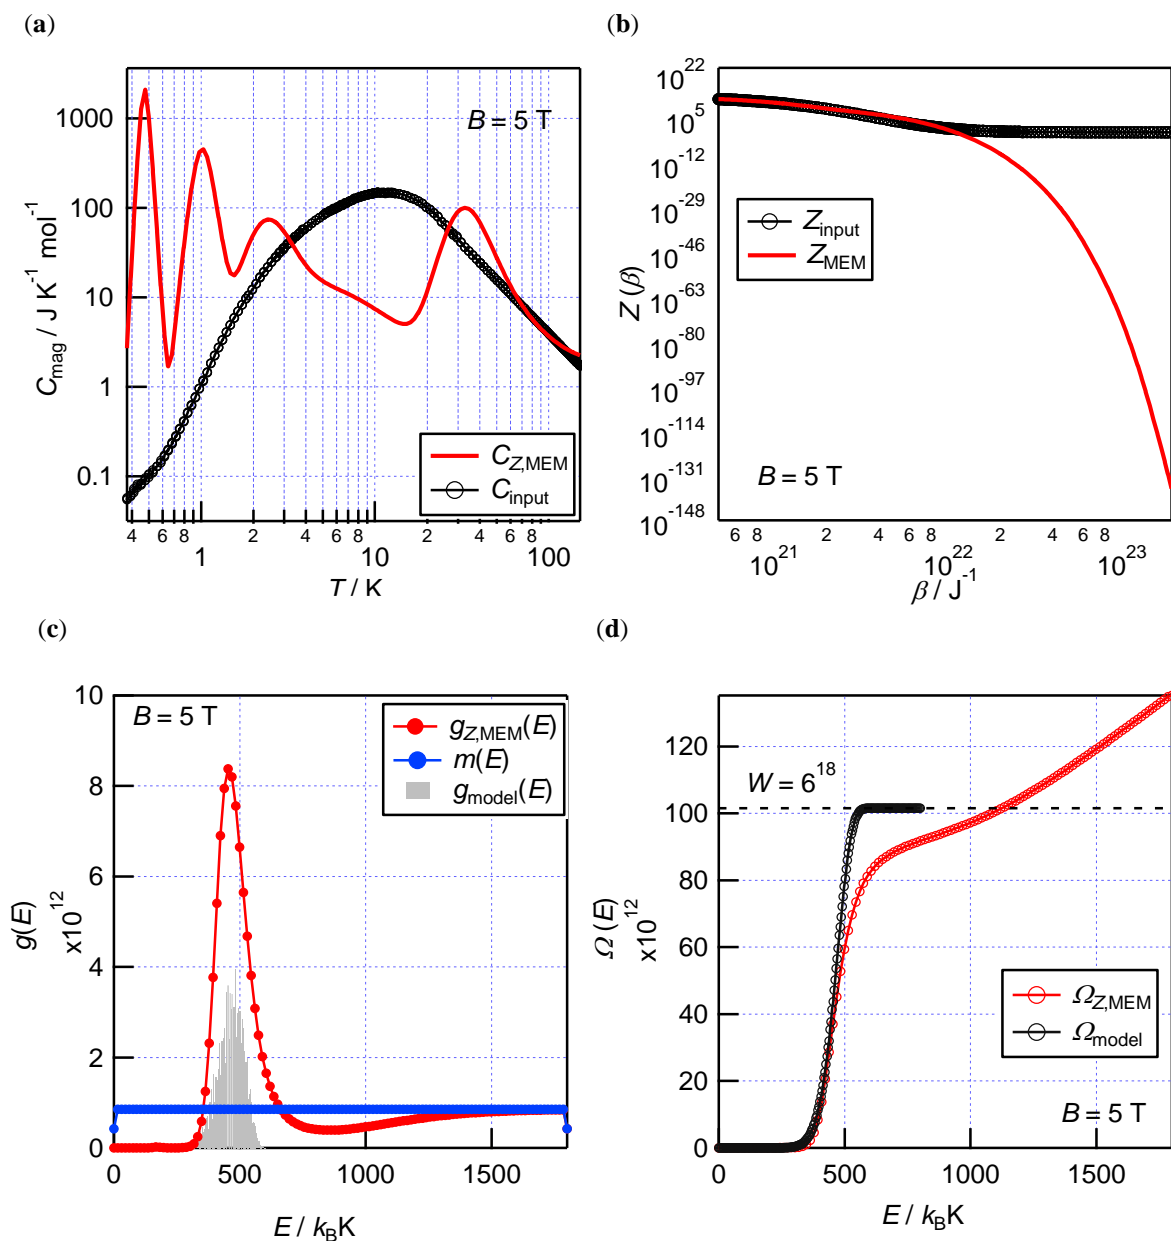 (a)
1000
100
10
1
0.1
C_mag / J K^-1 mol^-1
B = 5 T
C_Z,MEM
C_input
4 6 8 2 4 6 8 2 4 6 8 2
1 10 100
T / K
(b)
10^22
10^5
10^-12
10^-29
10^-46
10^-63
10^-80
10^-97
10^-114
10^-131
10^-148
Z (β)
Z_input
Z_MEM
B = 5 T
6 8 2 4 6 8 2 4 6 8
10^21 10^22 10^23
β / J^-1
(c)
10
8
6
4
2
0
g(E)
x10^12
B = 5 T
g_Z,MEM(E)
m(E)
g_model(E)
0 500 1000 1500
E / k_BK
(d)
120
100
80
60
40
20
0
Ω (E)
x10^12
W = 6^18
Ω_Z,MEM
Ω_model
B = 5 T
0 500 1000 1500
E / k_BK